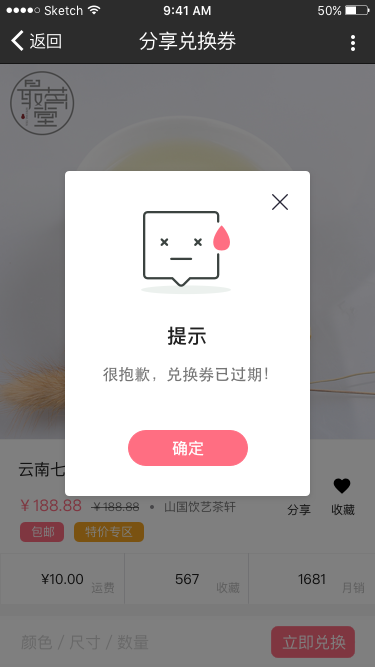 Sketch
9:41 AM
50%
返回
分享兑换券
提示
很抱歉，兑换券已过期！
确定
云南七
￥188.88 ￥188.88 • 山国饮艺茶轩
分享 收藏
包邮 特价专区
¥10.00 运费 567 收藏 1681 月销
颜色 / 尺寸 / 数量
立即兑换